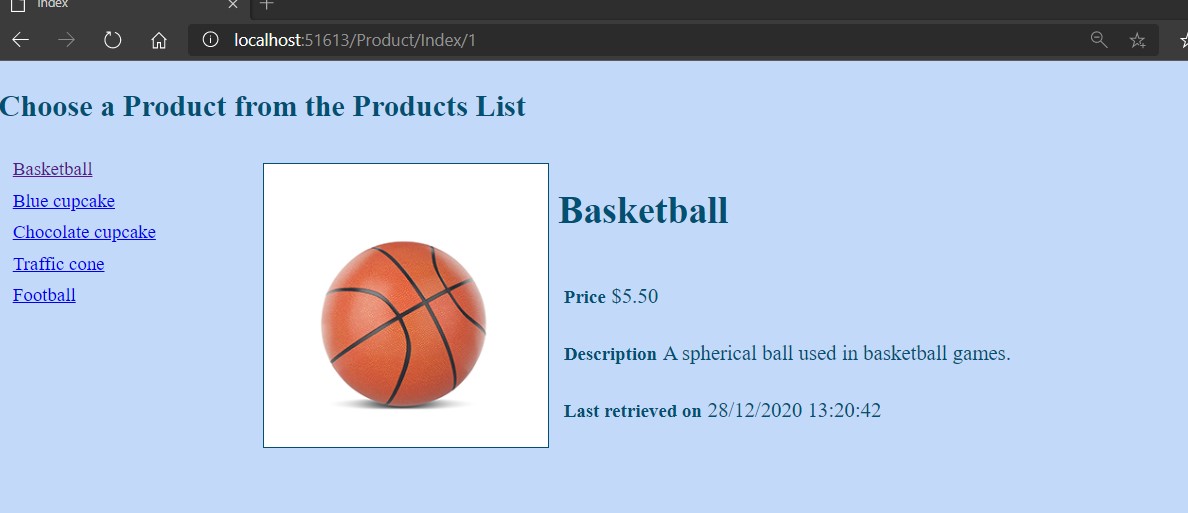 Index
localhost:51613/Product/Index/1
Choose a Product from the Products List
Basketball
Blue cupcake
Chocolate cupcake
Traffic cone
Football
Basketball
Price $5.50
Description A spherical ball used in basketball games.
Last retrieved on 28/12/2020 13:20:42